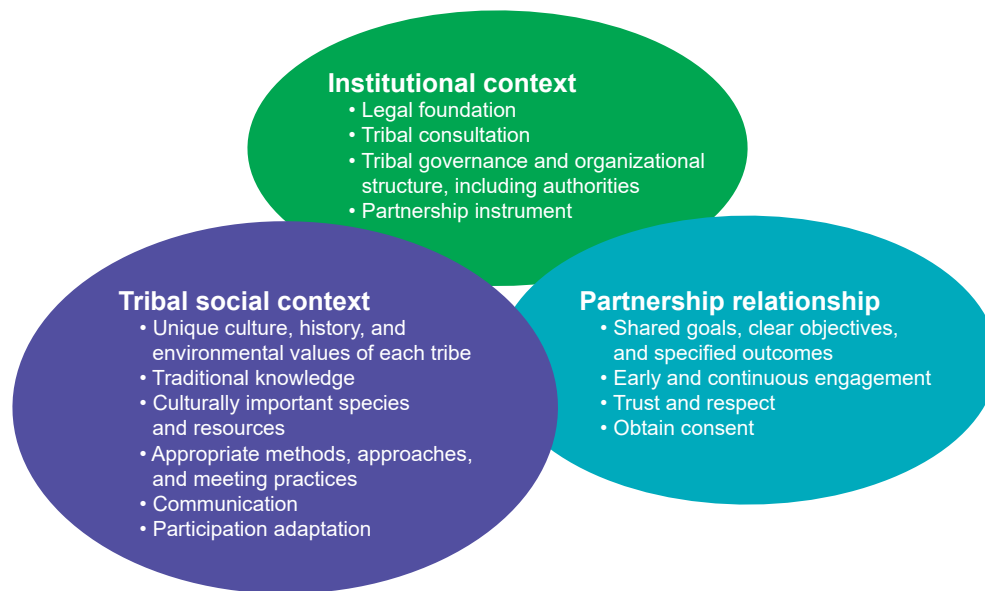 Institutional context
• Legal foundation
• Tribal consultation
• Tribal governance and organizational
structure, including authorities
• Partnership instrument
Tribal social context
• Unique culture, history, and
environmental values of each tribe
• Traditional knowledge
• Culturally important species
and resources
• Appropriate methods, approaches,
and meeting practices
• Communication
• Participation adaptation
Partnership relationship
• Shared goals, clear objectives,
and specified outcomes
• Early and continuous engagement
• Trust and respect
• Obtain consent